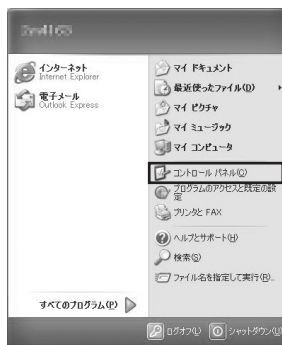 インターネット
Internet Explorer
電子メール
Outlook Express
すべてのプログラム(P)
マイ ドキュメント
最近使ったファイル(D)
マイ ピクチャ
マイ ミュージック
マイ コンピュータ
コントロール パネル(C)
プログラムのアクセスと既定の設
定
プリンタと FAX
ヘルプとサポート(H)
検索(S)
ファイル名を指定して実行(R)...
ログオフ(L)
シャットダウン(U)